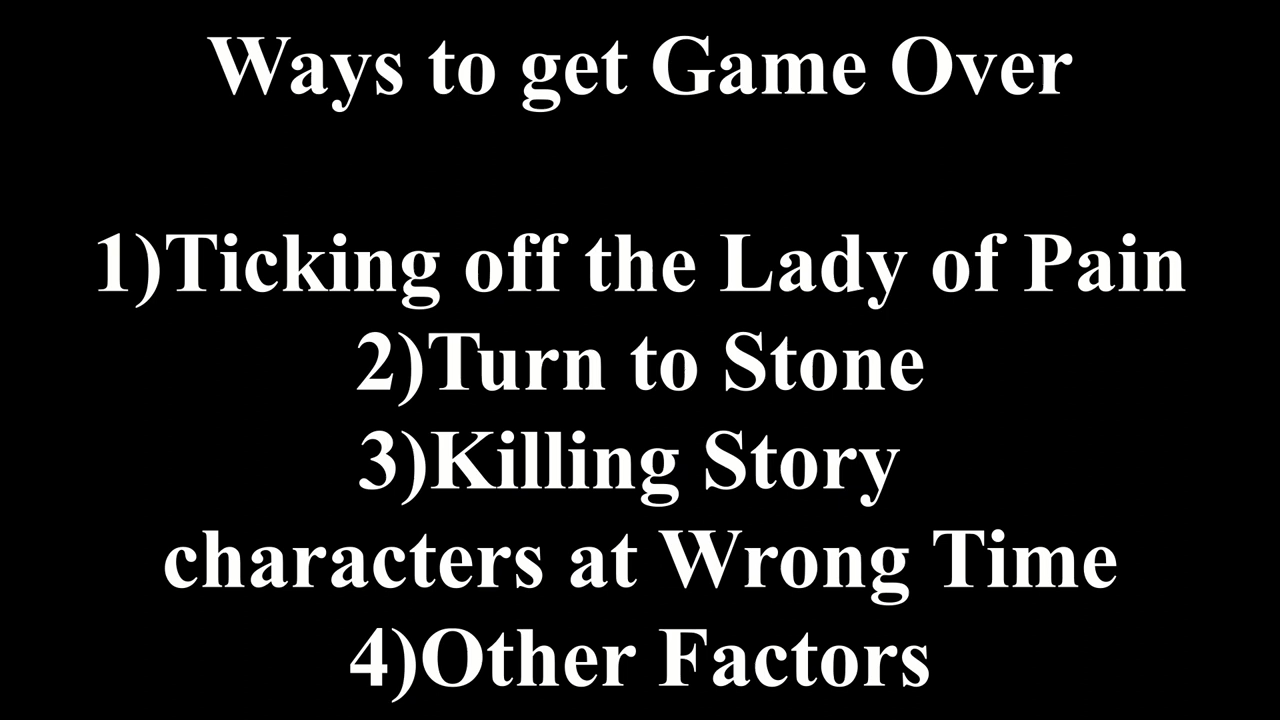 Ways to get Game Over
1)Ticking off the Lady of Pain
2)Turn to Stone
3)Killing Story
characters at Wrong Time
4)Other Factors